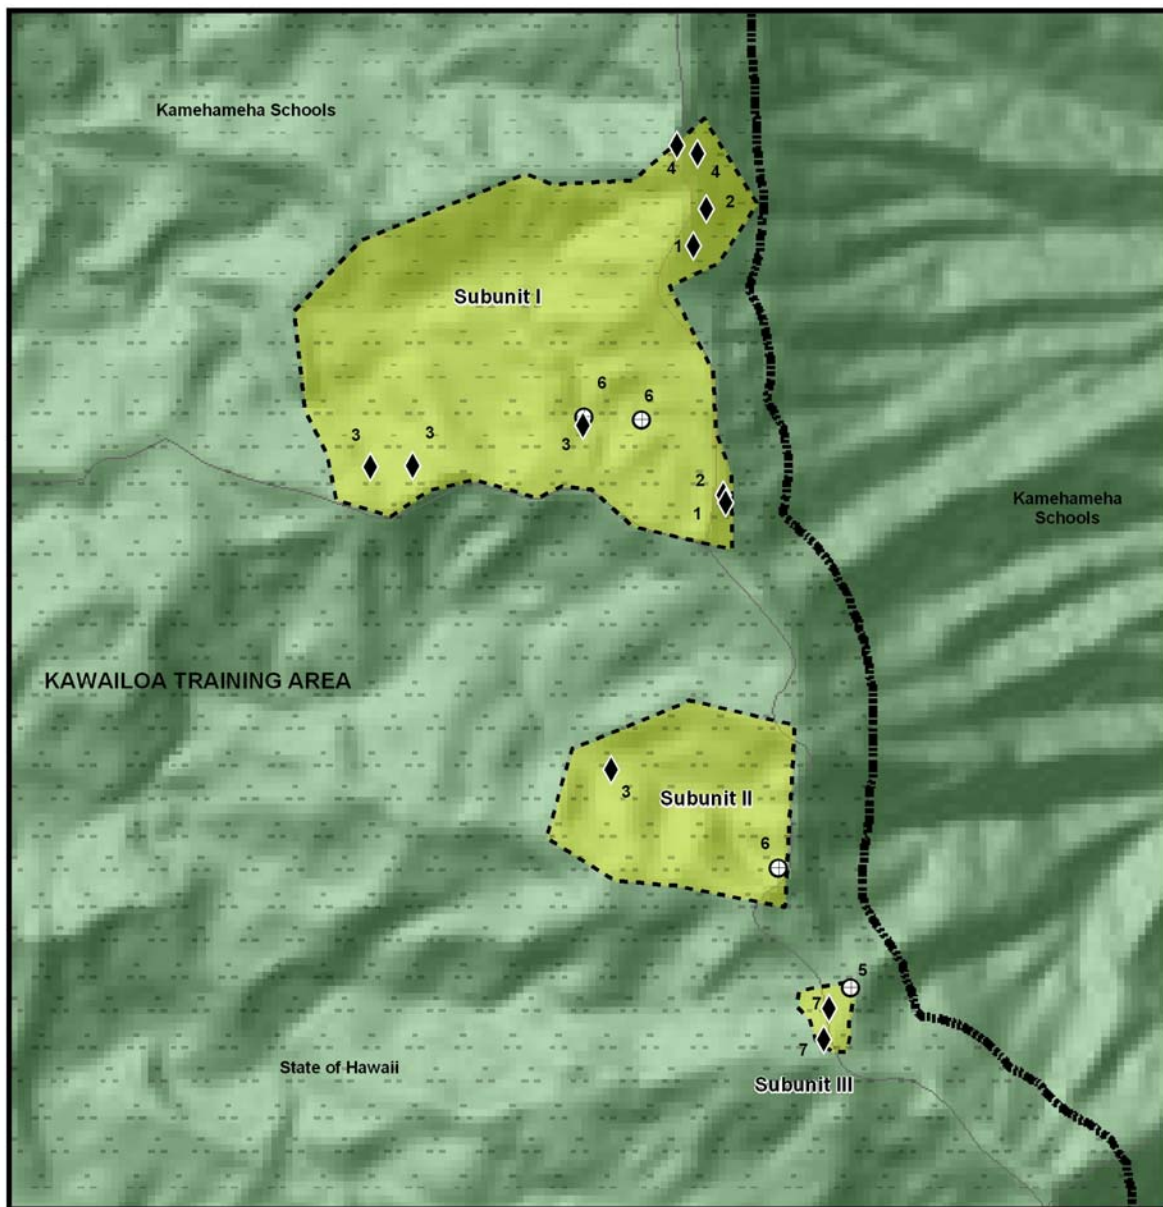 Kamehameha Schools
4
4
2
1
Subunit I
6
6
3
3
3
2
1
Kamehameha
Schools
KAWAILOA TRAINING AREA
3
Subunit II
6
5
7
7
State of Hawaii
Subunit III